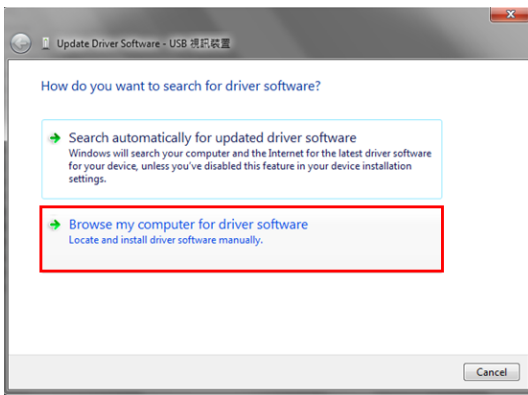 Update Driver Software - USB 視訊裝置
How do you want to search for driver software?
Search automatically for updated driver software
Windows will search your computer and the Internet for the latest driver software
for your device, unless you've disabled this feature in your device installation
settings.
Browse my computer for driver software
Locate and install driver software manually.
Cancel